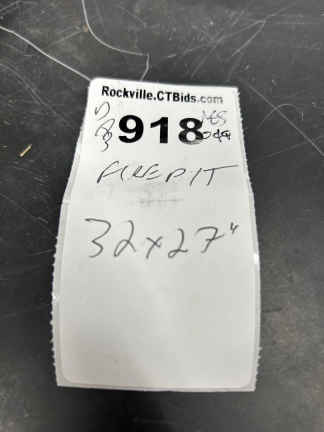 Rockville.CTBids.com
918
FIREPIT
32x27"